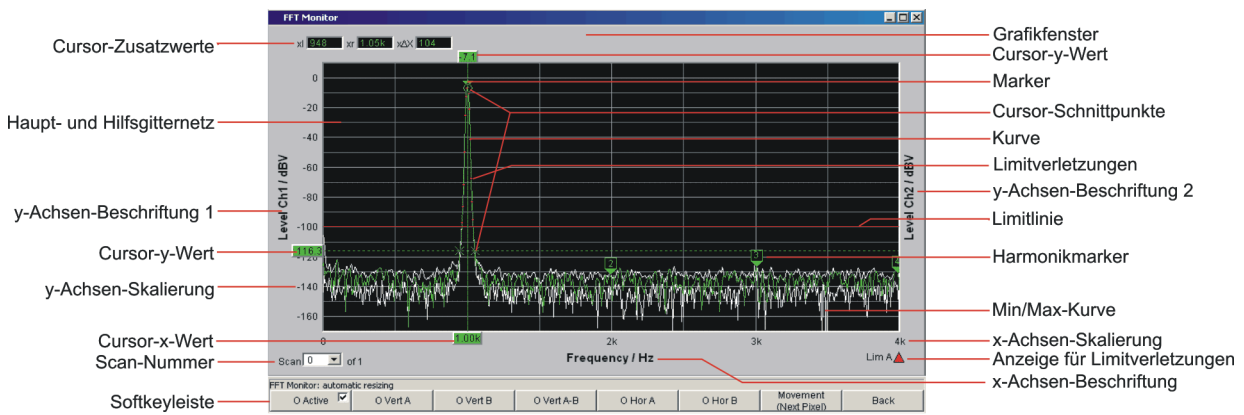 FFT Monitor
Cursor-Zusatzwerte
xl 948 xr 1.05k xΔX 104
Grafikfenster
-7.1
Cursor-y-Wert
0
Marker
-20
Cursor-Schnittpunkte
Haupt- und Hilfsgitternetz
-40
Kurve
-60
Limitverletzungen
-80
Level Ch1 / dBV
Level Ch2 / dBV
y-Achsen-Beschriftung 2
y-Achsen-Beschriftung 1
-100
Limitlinie
Cursor-y-Wert
-116.3
-120
2
3
4
Harmonikmarker
y-Achsen-Skalierung
-140
-160
Min/Max-Kurve
Cursor-x-Wert
0
1.00k
2k
4k
x-Achsen-Skalierung
Scan-Nummer
Scan 0 of 1
Frequency / Hz
Lim A
Anzeige für Limitverletzungen
x-Achsen-Beschriftung
FFT Monitor: automatic resizing
Softkeyleiste
O Active
O Vert A
O Vert B
O Vert A-B
O Hor A
O Hor B
Movement
(Next Pixel)
Back